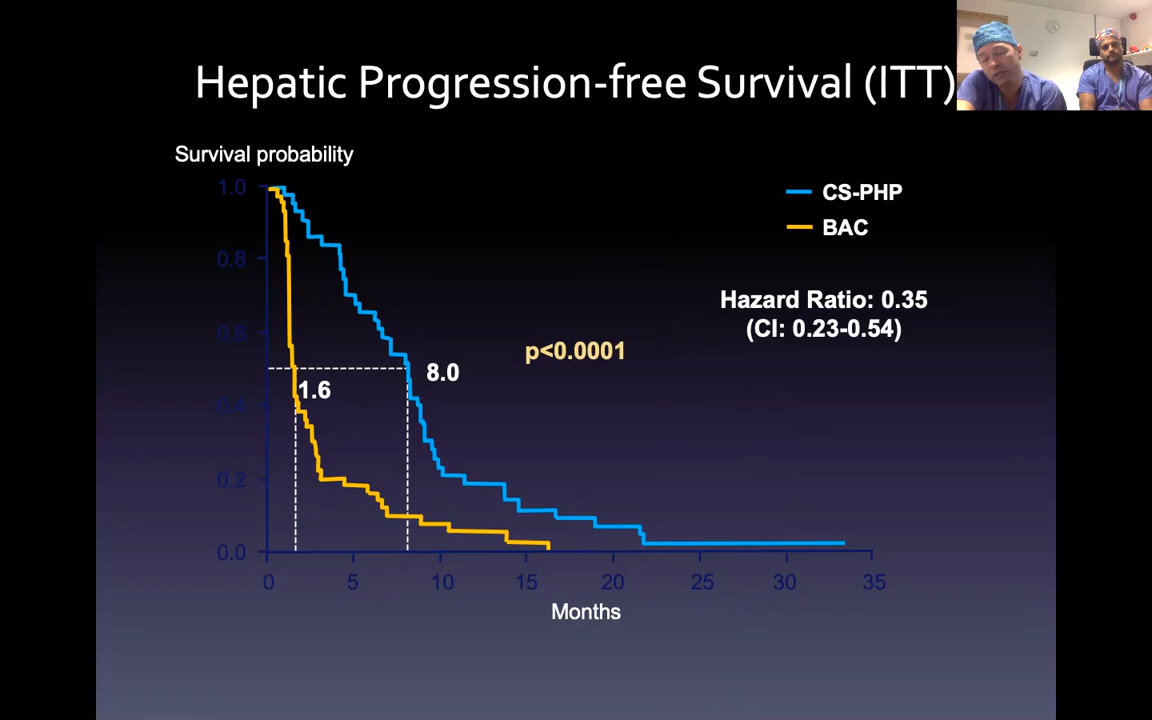 Hepatic Progression-free Survival (ITT)
Survival probability
1.0
0.8
0.6
0.4
0.2
0.0
0 5 10 15 20 25 30 35
Months
CS-PHP
BAC
Hazard Ratio: 0.35
(CI: 0.23-0.54)
p<0.0001
8.0
1.6